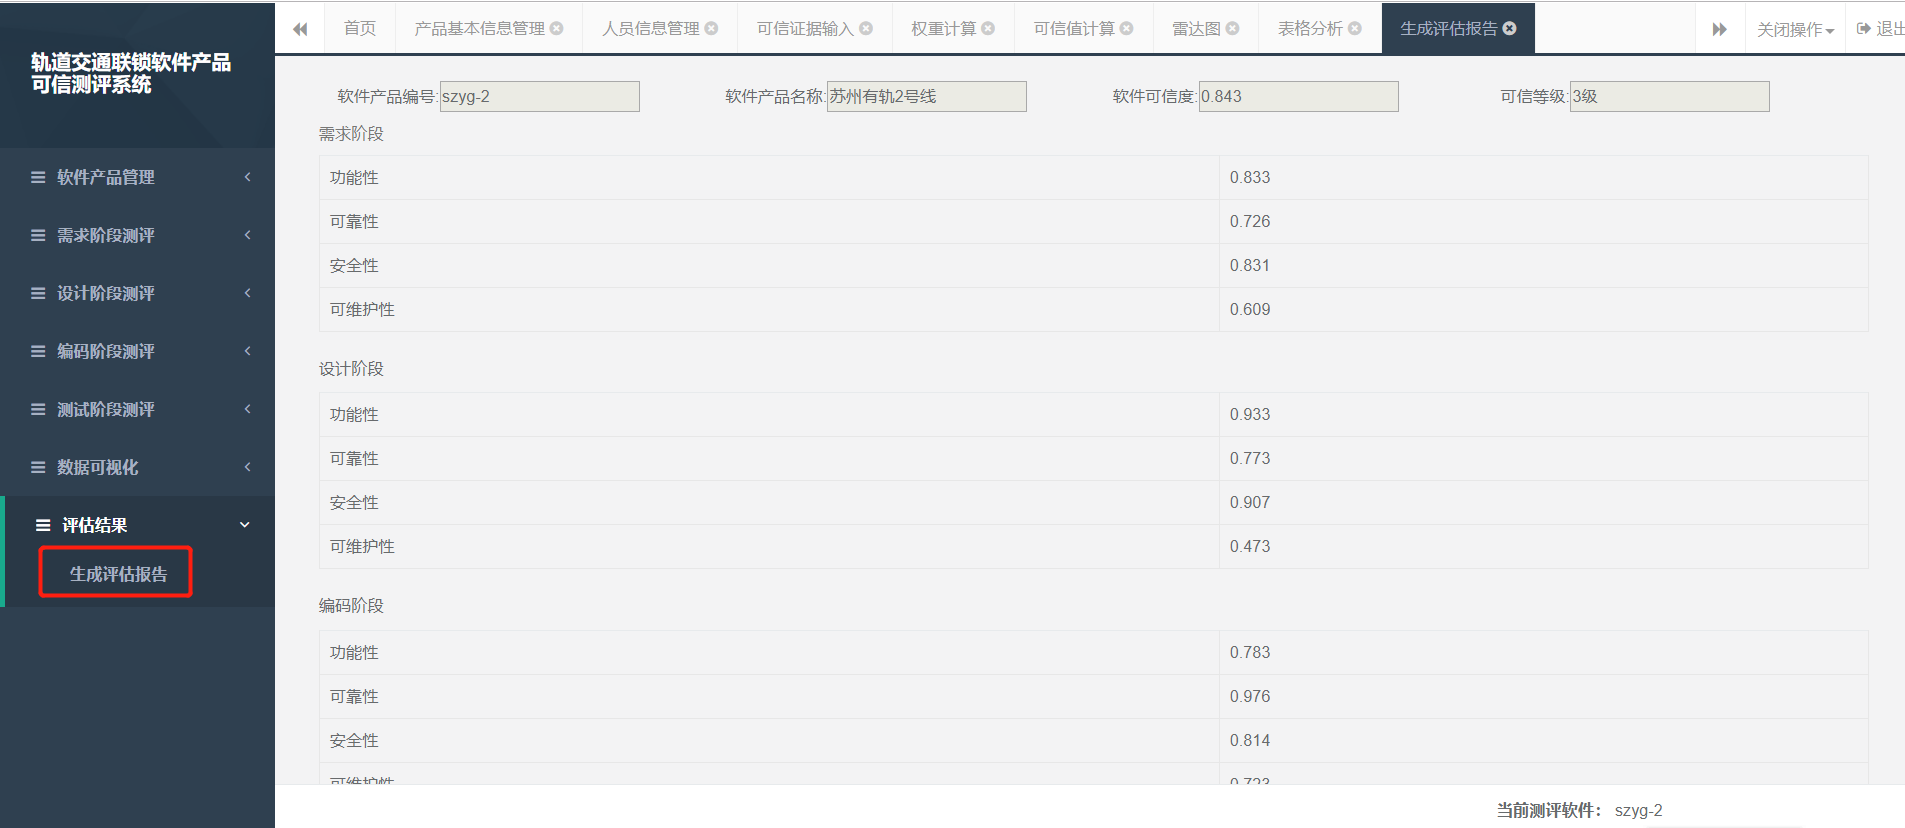 轨道交通联锁软件产品
可信测评系统
软件产品管理
需求阶段测评
设计阶段测评
编码阶段测评
测试阶段测评
数据可视化
评估结果
生成评估报告
首页 产品基本信息管理 人员信息管理 可信证据输入 权重计算 可信值计算 雷达图 表格分析 生成评估报告 关闭操作 退出
软件产品编号: szyg-2 软件产品名称: 苏州有轨2号线 软件可信度: 0.843 可信等级: 3级
需求阶段
功能性 0.833
可靠性 0.726
安全性 0.831
可维护性 0.609
设计阶段
功能性 0.933
可靠性 0.773
安全性 0.907
可维护性 0.473
编码阶段
功能性 0.783
可靠性 0.976
安全性 0.814
可维护性 0.723
当前测评软件： szyg-2